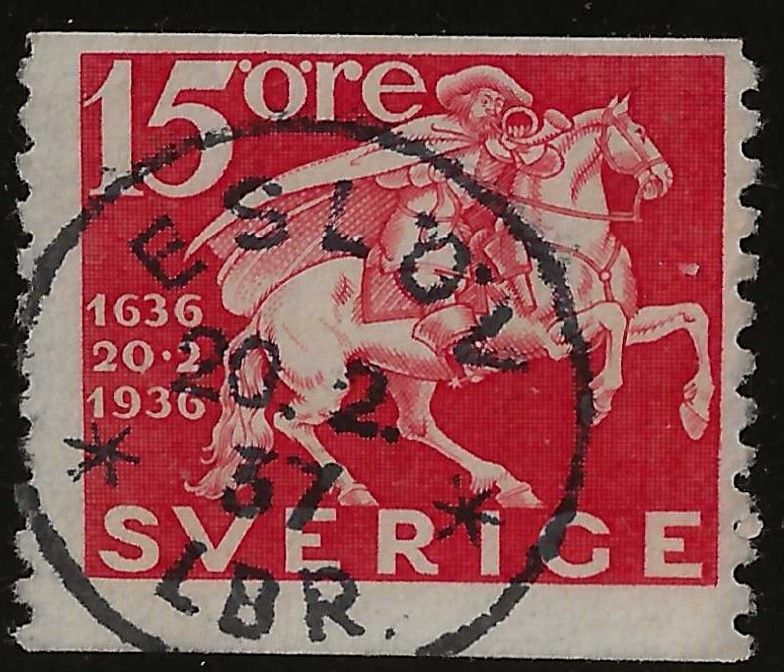 15 öre
1636
20·2
1936
SVERIGE
ESLÖV
20. 2.
37
* LBR. *